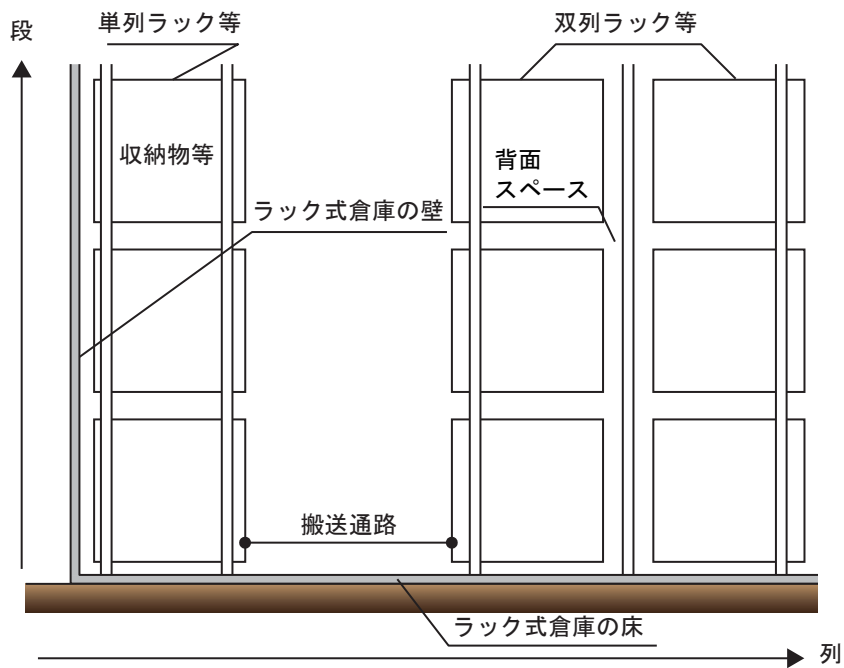 段
単列ラック等
双列ラック等
収納物等
背面
スペース
ラック式倉庫の壁
搬送通路
ラック式倉庫の床
列